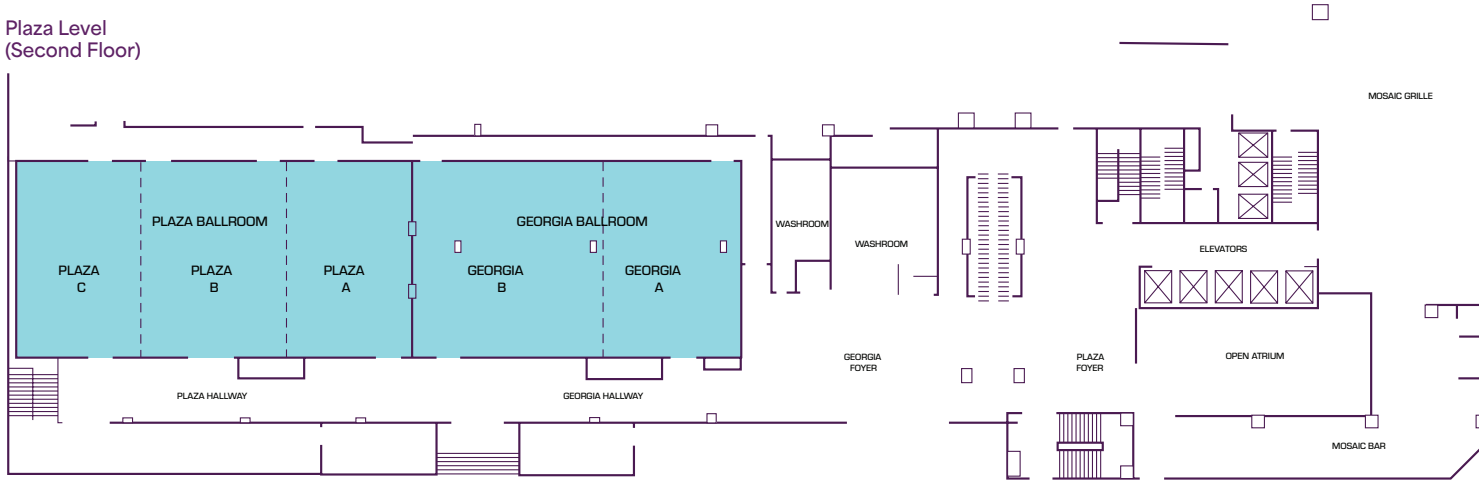 Plaza Level
(Second Floor)
MOSAIC GRILLE
PLAZA BALLROOM
GEORGIA BALLROOM
WASHROOM
WASHROOM
ELEVATORS
PLAZA
C
PLAZA
B
PLAZA
A
GEORGIA
B
GEORGIA
A
GEORGIA
FOYER
PLAZA
FOYER
OPEN ATRIUM
PLAZA HALLWAY
GEORGIA HALLWAY
MOSAIC BAR